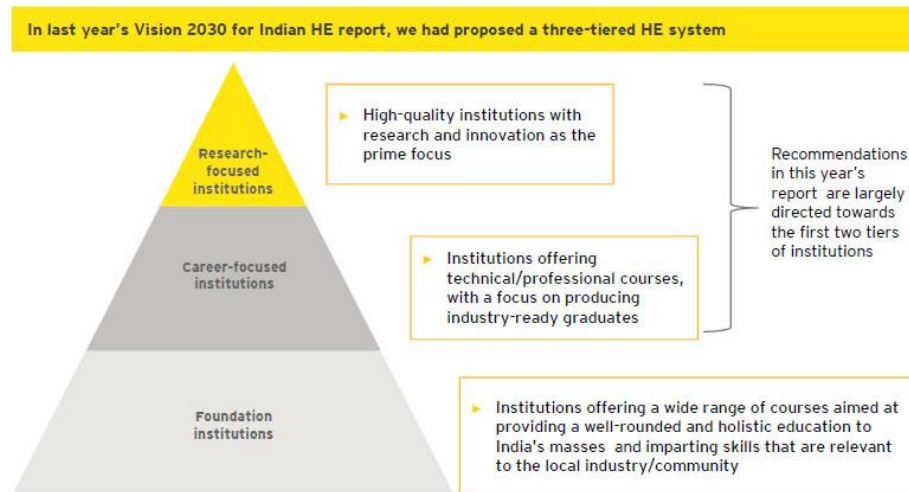 In last year's Vision 2030 for Indian HE report, we had proposed a three-tiered HE system
Research-
focused
institutions
► High-quality institutions with
research and innovation as the
prime focus
Recommendations
in this year's
report are largely
directed towards
the first two tiers
of institutions
Career-focused
institutions
► Institutions offering
technical/professional courses,
with a focus on producing
industry-ready graduates
Foundation
institutions
► Institutions offering a wide range of courses aimed at
providing a well-rounded and holistic education to
India's masses and imparting skills that are relevant
to the local industry/community